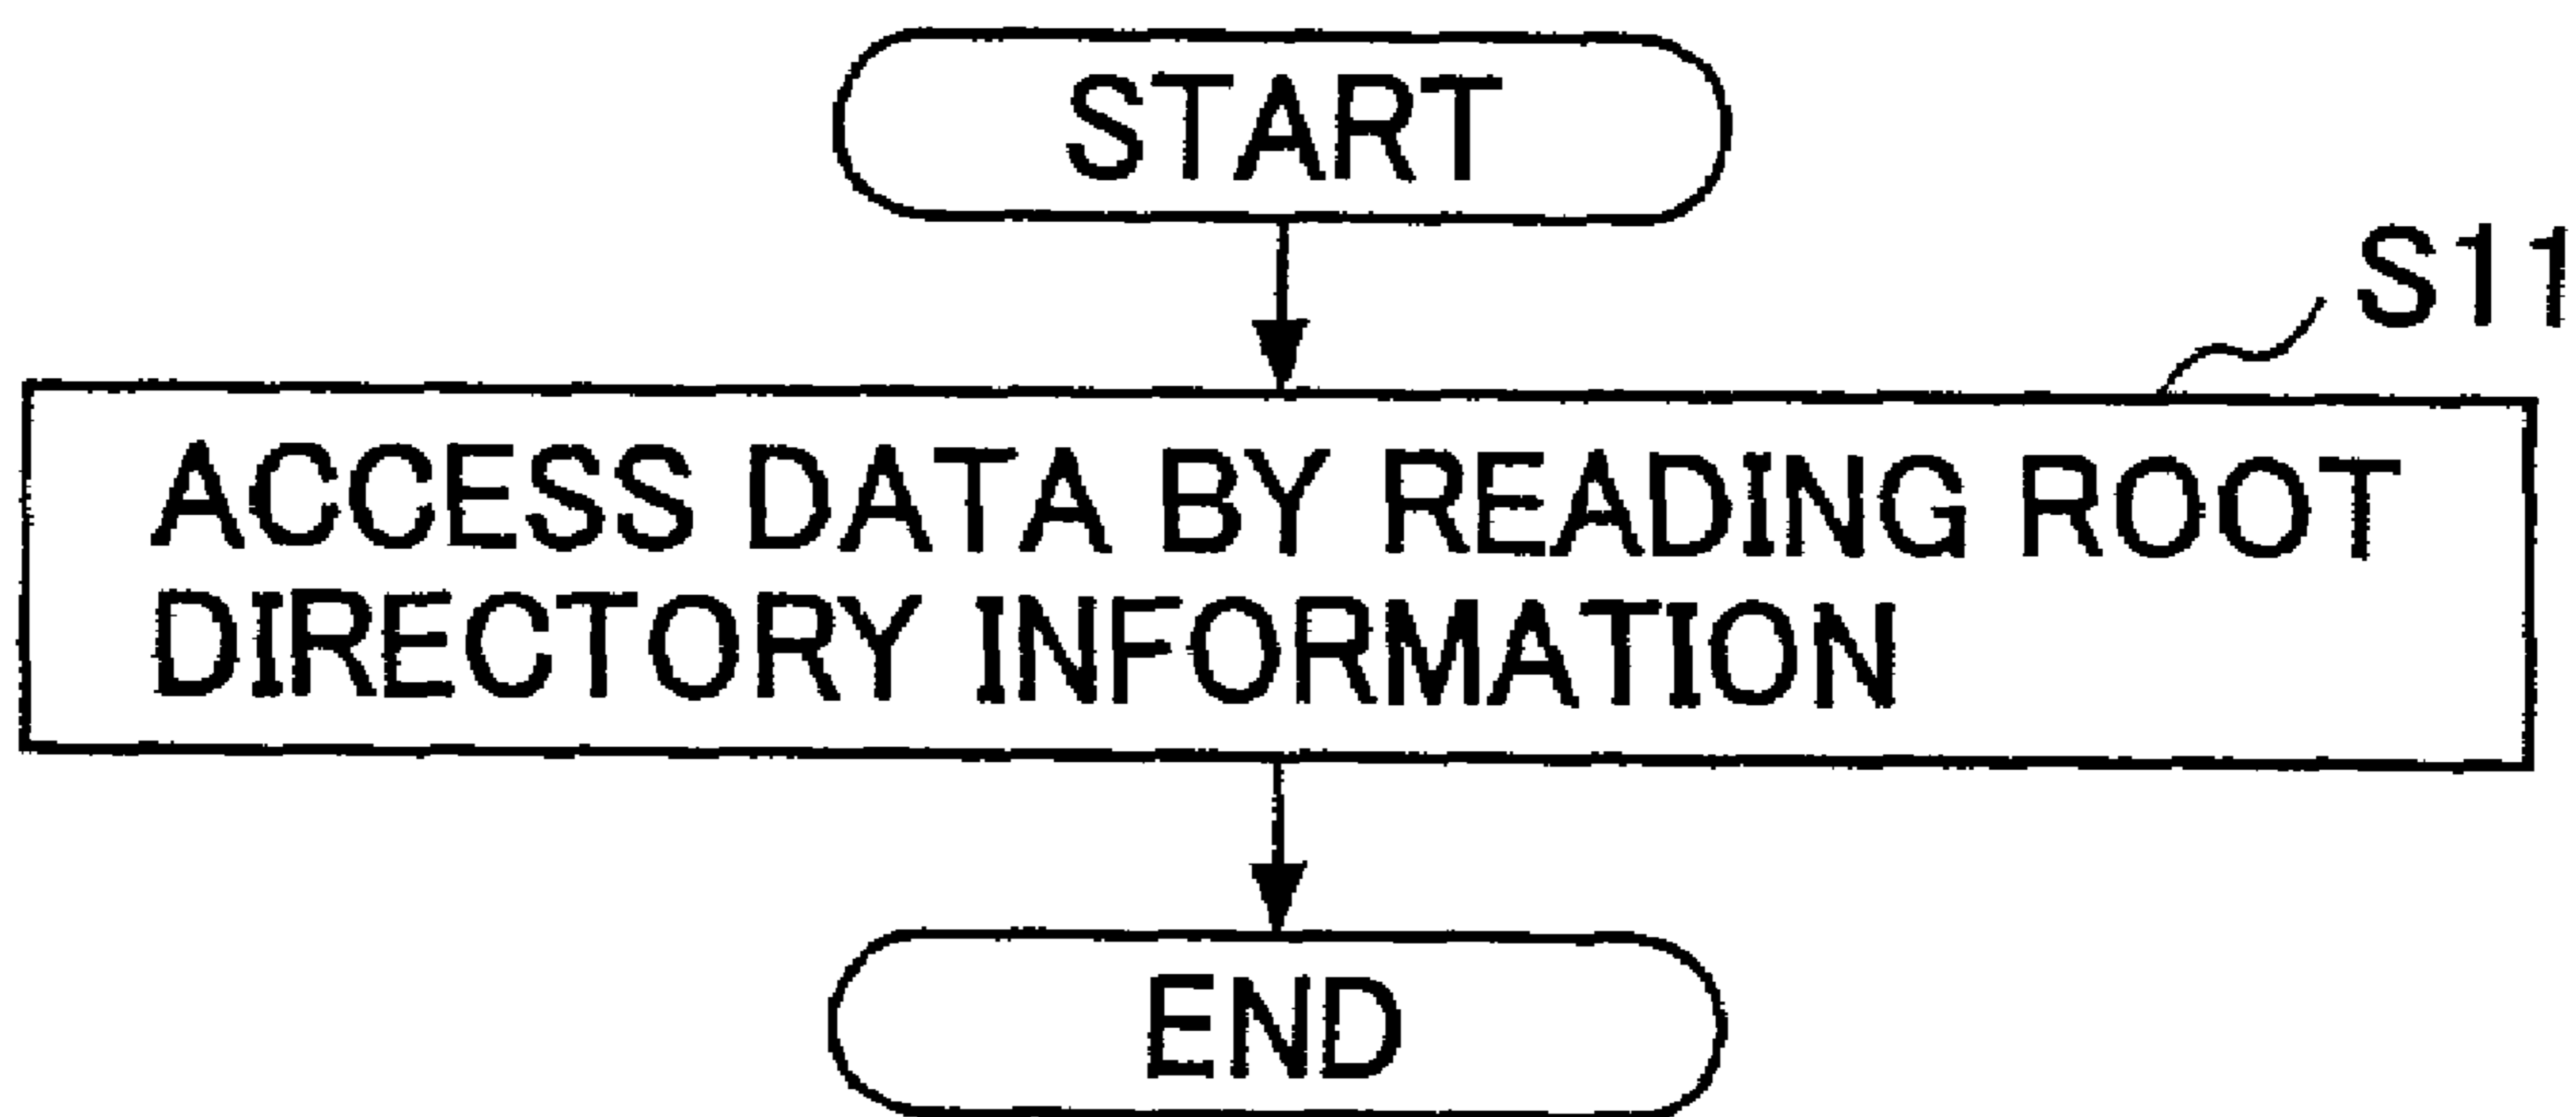 START
S11
ACCESS DATA BY READING ROOT
DIRECTORY INFORMATION
END